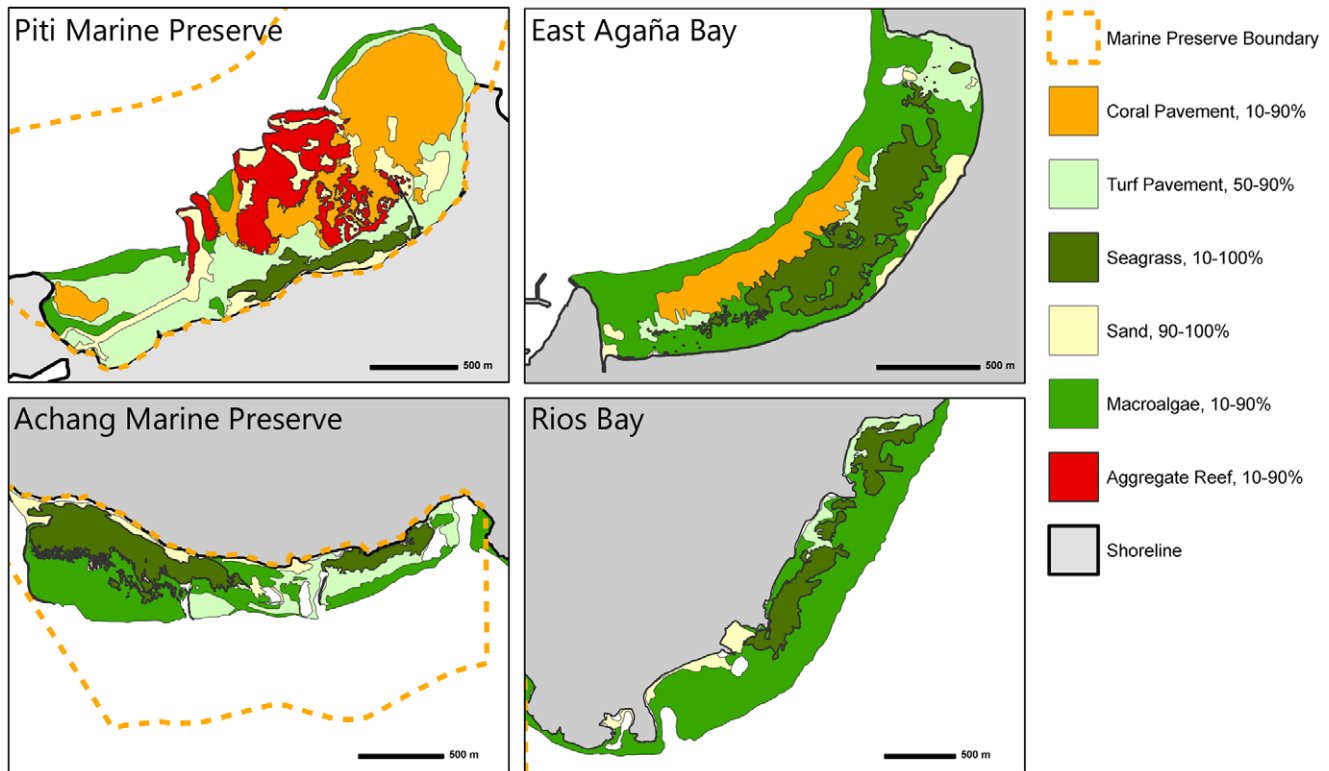 Piti Marine Preserve
500 m
East Agaña Bay
500 m
Achang Marine Preserve
500 m
Rios Bay
500 m
Marine Preserve Boundary
Coral Pavement, 10-90%
Turf Pavement, 50-90%
Seagrass, 10-100%
Sand, 90-100%
Macroalgae, 10-90%
Aggregate Reef, 10-90%
Shoreline